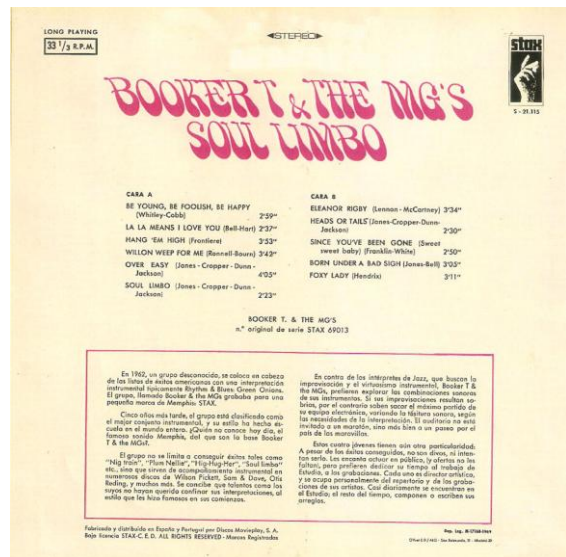 LONG PLAYING
33 1/3 R.P.M.
STEREO
stax
S - 21.115
BOOKER T & THE MG'S
SOUL LIMBO
CARA A
BE YOUNG, BE FOOLISH, BE HAPPY
(Whitley-Cobb) 2'59"
LA LA MEANS I LOVE YOU (Bell-Hart) 2'37"
HANG 'EM HIGH (Frontiere) 3'53"
WILLON WEEP FOR ME (Ronnell-Bourn) 3'43"
OVER EASY (Jones - Cropper - Dunn -
Jackson) 4'05"
SOUL LIMBO (Jones - Cropper - Dunn -
Jackson) 2'23"
CARA B
ELEANOR RIGBY (Lennon - McCartney) 3'34"
HEADS OR TAILS (Jones-Cropper-Dunn-
Jackson) 2'30"
SINCE YOU'VE BEEN GONE (Sweet
sweet baby) (Franklin-White) 2'50"
BORN UNDER A BAD SIGH (Jones-Bell) 3'05"
FOXY LADY (Hendrix) 3'11"
BOOKER T. & THE MG'S
n.º original de serie STAX 69013
En 1962, un grupo desconocido, se coloca en cabeza
de las listas de éxitos americanas con una interpretación
instrumental típicamente Rhythm & Blues: Green Onions.
El grupo, llamado Booker & the MGs grababa para una
pequeña marca de Memphis: STAX.
Cinco años más tarde, el grupo está clasificado como
el mejor conjunto instrumental, y su estilo ha hecho es-
cuela en el mundo entero. ¿Quién no conoce hoy día, el
famoso sonido Memphis, del que son la base Booker
T & the MGs?.
El grupo no se limita a conseguir éxitos tales como
"Nig train", "Plum Nellie", "Hig-Hug-Her", "Soul limbo"
etc., sino que sirven de acompañamiento instrumental en
numerosos discos de Wilson Pickett, Sam & Dave, Otis
Reding, y muchos más. Se concibe que talentos como los
suyos no hayan querido confinar sus interpretaciones, al
estilo que les hizo famosos en sus comienzos.
En contra de los intérpretes de Jazz, que buscan la
improvisación y el virtuosismo instrumental, Booker T &
the MGs, prefieren explorar las combinaciones sonoras
de sus instrumentos. Si sus improvisaciones resultan so-
brias, por el contrario saben sacar el máximo partido de
su equipo electrónico, variando la tésitura sonora, según
las necesidades de la interpretación. El auditorio no está
invitado a un maratón, sino más bien a un paseo por el
país de las maravillas.
Estos cuatro jóvenes tienen aún otra particularidad:
A pesar de los éxitos conseguidos, no son divos, ni inten-
tan serlo. Les encanta actuar en público, (y ofertas no les
faltan), pero prefieren dedicar su tiempo al trabajo de
Estudio, a las grabaciones. Cada uno es director artístico,
y se ocupa personalmente del repertorio y de las graba-
ciones de sus artistas. Casi diariamente se encuentran en
el Estudio; el resto del tiempo, componen o escriben sus
arreglos.
Fabricado y distribuido en España y Portugal por Discos Movieplay, S. A.
Bajo licencia STAX-C.E.D. ALL RIGHTS RESERVED - Marcas Registradas
Dep. Leg.